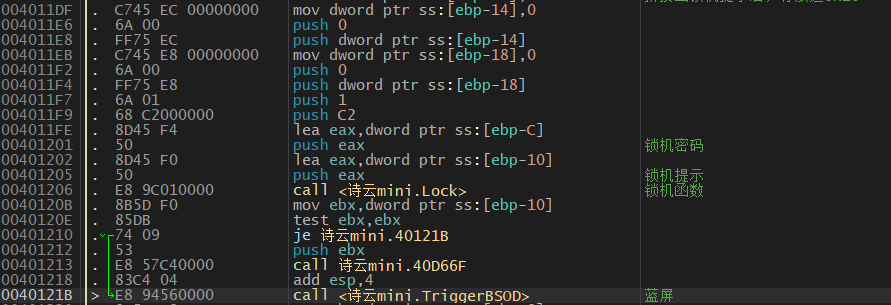 004011DF . C745 EC 00000000 mov dword ptr ss:[ebp-14],0
004011E6 . 6A 00 push 0
004011E8 . FF75 EC push dword ptr ss:[ebp-14]
004011EB . C745 E8 00000000 mov dword ptr ss:[ebp-18],0
004011F2 . 6A 00 push 0
004011F4 . FF75 E8 push dword ptr ss:[ebp-18]
004011F7 . 6A 01 push 1
004011F9 . 68 C2000000 push C2
004011FE . 8D45 F4 lea eax,dword ptr ss:[ebp-C]
00401201 . 50 push eax 锁机密码
00401202 . 8D45 F0 lea eax,dword ptr ss:[ebp-10]
00401205 . 50 push eax 锁机提示
00401206 . E8 9C010000 call <诗云mini.Lock> 锁机函数
0040120B . 8B5D F0 mov ebx,dword ptr ss:[ebp-10]
0040120E . 85DB test ebx,ebx
00401210 . 74 09 je 诗云mini.40121B
00401212 . 53 push ebx
00401213 . E8 57C40000 call 诗云mini.40D66F
00401218 . 83C4 04 add esp,4
0040121B > E8 94560000 call <诗云mini.TriggerBSOD> 蓝屏